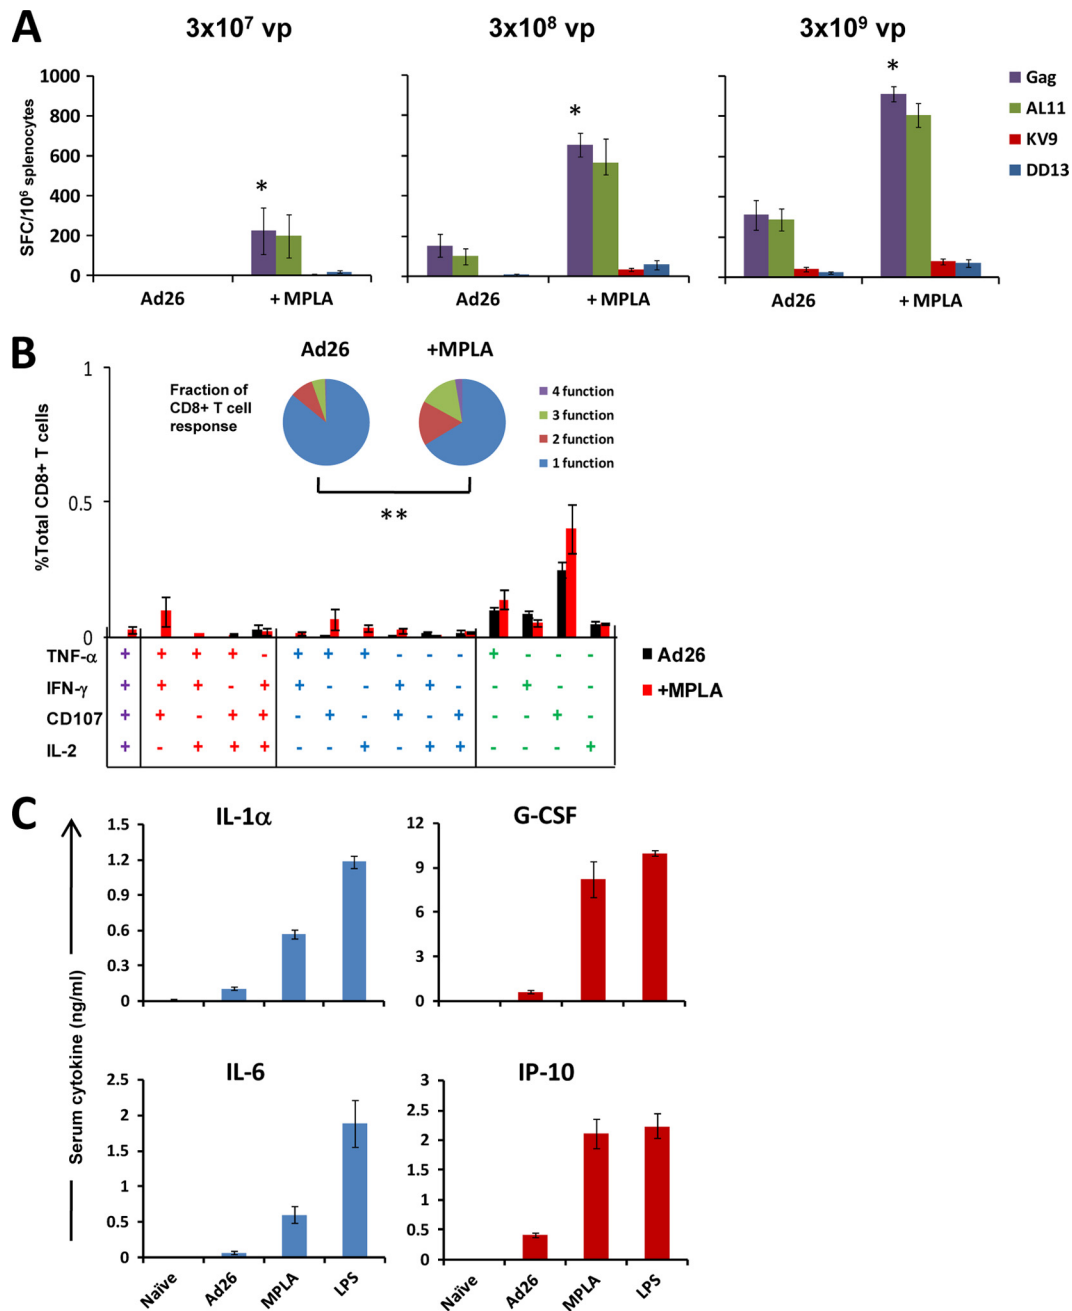 A
3x10⁷ vp
3x10⁸ vp
3x10⁹ vp
SFC/10⁶ splenocytes
1000
800
600
400
200
0
*
*
*
Ad26
+MPLA
Ad26
+MPLA
Ad26
+MPLA
Gag
AL11
KV9
DD13
B
Ad26
+MPLA
Fraction of
CD8+ T cell
response
4 function
3 function
2 function
1 function
**
%Total CD8+ T cells
1
0.5
0
TNF-α + + + + - + + + - - - + - - -
IFN-γ + + + - + + - - + + - - + - -
CD107 + + - + + - + - + - + - - + -
IL-2 + - + + + - - + - + + - - - +
Ad26
+MPLA
C
Serum cytokine (ng/ml)
IL-1α
1.5
1.2
0.9
0.6
0.3
0
G-CSF
12
9
6
3
0
IL-6
2.5
2
1.5
1
0.5
0
Naïve
Ad26
MPLA
LPS
IP-10
3
2.5
2
1.5
1
0.5
0
Naïve
Ad26
MPLA
LPS